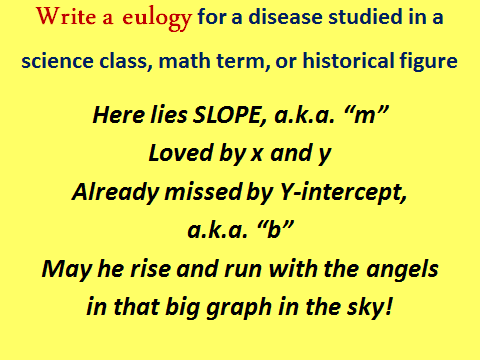 Write a eulogy for a disease studied in a
science class, math term, or historical figure
Here lies SLOPE, a.k.a. “m”
Loved by x and y
Already missed by Y-intercept,
a.k.a. “b”
May he rise and run with the angels
in that big graph in the sky!